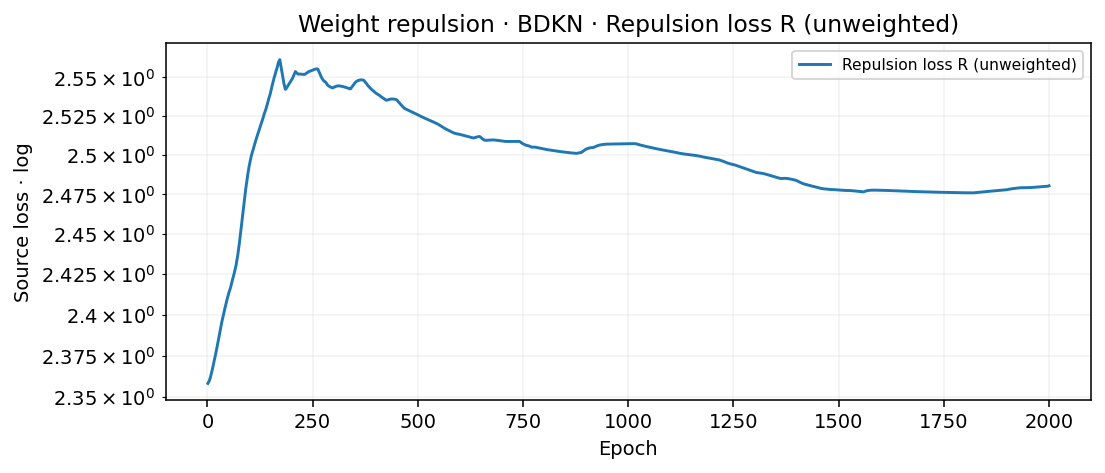 Weight repulsion · BDKN · Repulsion loss R (unweighted)
Repulsion loss R (unweighted)
Source loss · log
2.55 × 10⁰
2.525 × 10⁰
2.5 × 10⁰
2.475 × 10⁰
2.45 × 10⁰
2.425 × 10⁰
2.4 × 10⁰
2.375 × 10⁰
2.35 × 10⁰
0 250 500 750 1000 1250 1500 1750 2000
Epoch